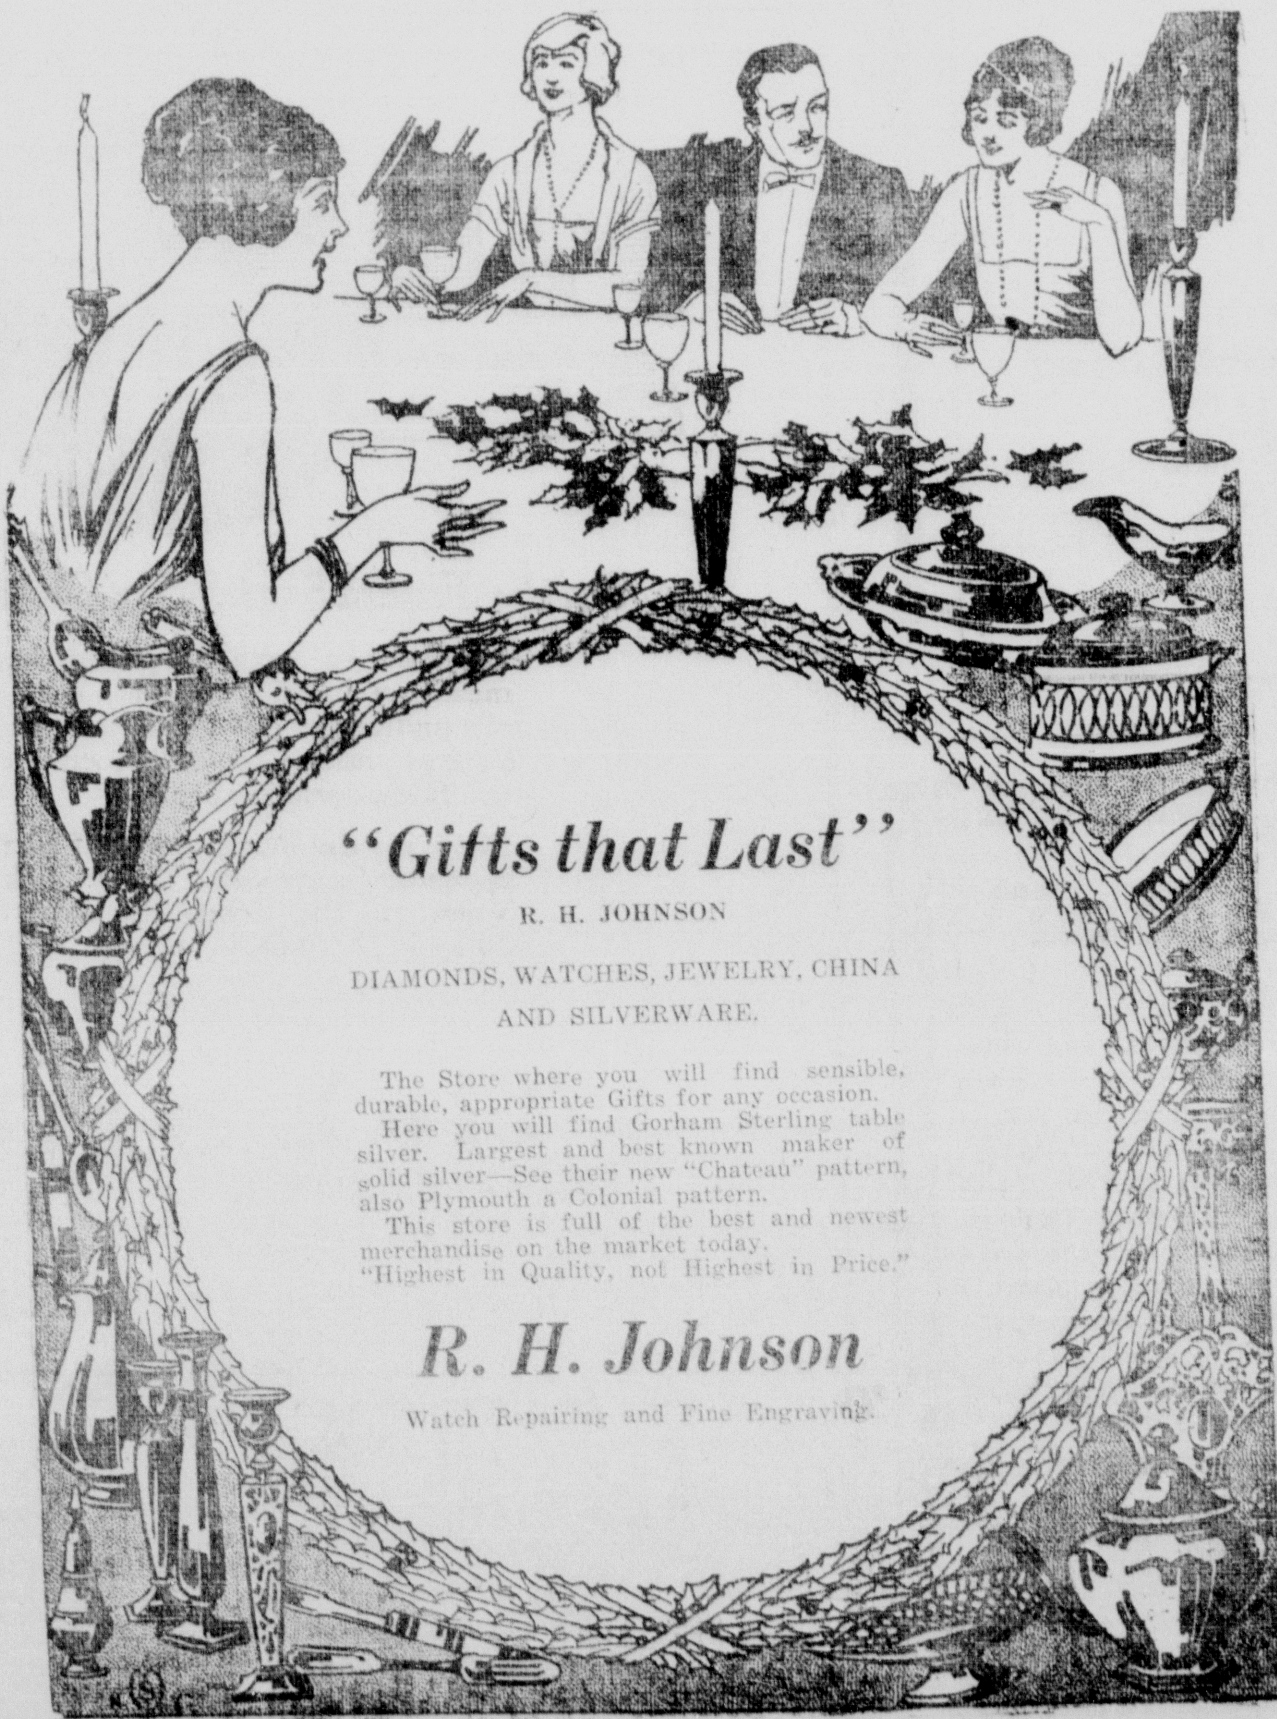 “Gifts that Last”
R. H. JOHNSON
DIAMONDS, WATCHES, JEWELRY, CHINA
AND SILVERWARE.
The Store where you will find sensible,
durable, appropriate Gifts for any occasion.
Here you will find Gorham Sterling table
silver. Largest and best known maker of
solid silver—See their new “Chateau” pattern,
also Plymouth a Colonial pattern.
This store is full of the best and newest
merchandise on the market today.
“Highest in Quality, not Highest in Price.”
R. H. Johnson
Watch Repairing and Fine Engraving.